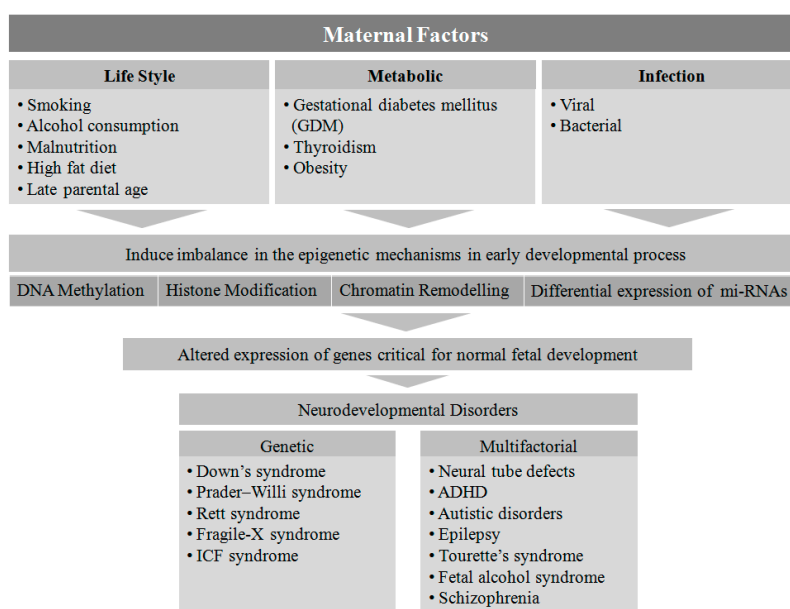 Maternal Factors
Life Style
• Smoking
• Alcohol consumption
• Malnutrition
• High fat diet
• Late parental age
Metabolic
• Gestational diabetes mellitus
(GDM)
• Thyroidism
• Obesity
Infection
• Viral
• Bacterial
Induce imbalance in the epigenetic mechanisms in early developmental process
DNA Methylation
Histone Modification
Chromatin Remodelling
Differential expression of mi-RNAs
Altered expression of genes critical for normal fetal development
Neurodevelopmental Disorders
Genetic
• Down's syndrome
• Prader–Willi syndrome
• Rett syndrome
• Fragile-X syndrome
• ICF syndrome
Multifactorial
• Neural tube defects
• ADHD
• Autistic disorders
• Epilepsy
• Tourette's syndrome
• Fetal alcohol syndrome
• Schizophrenia